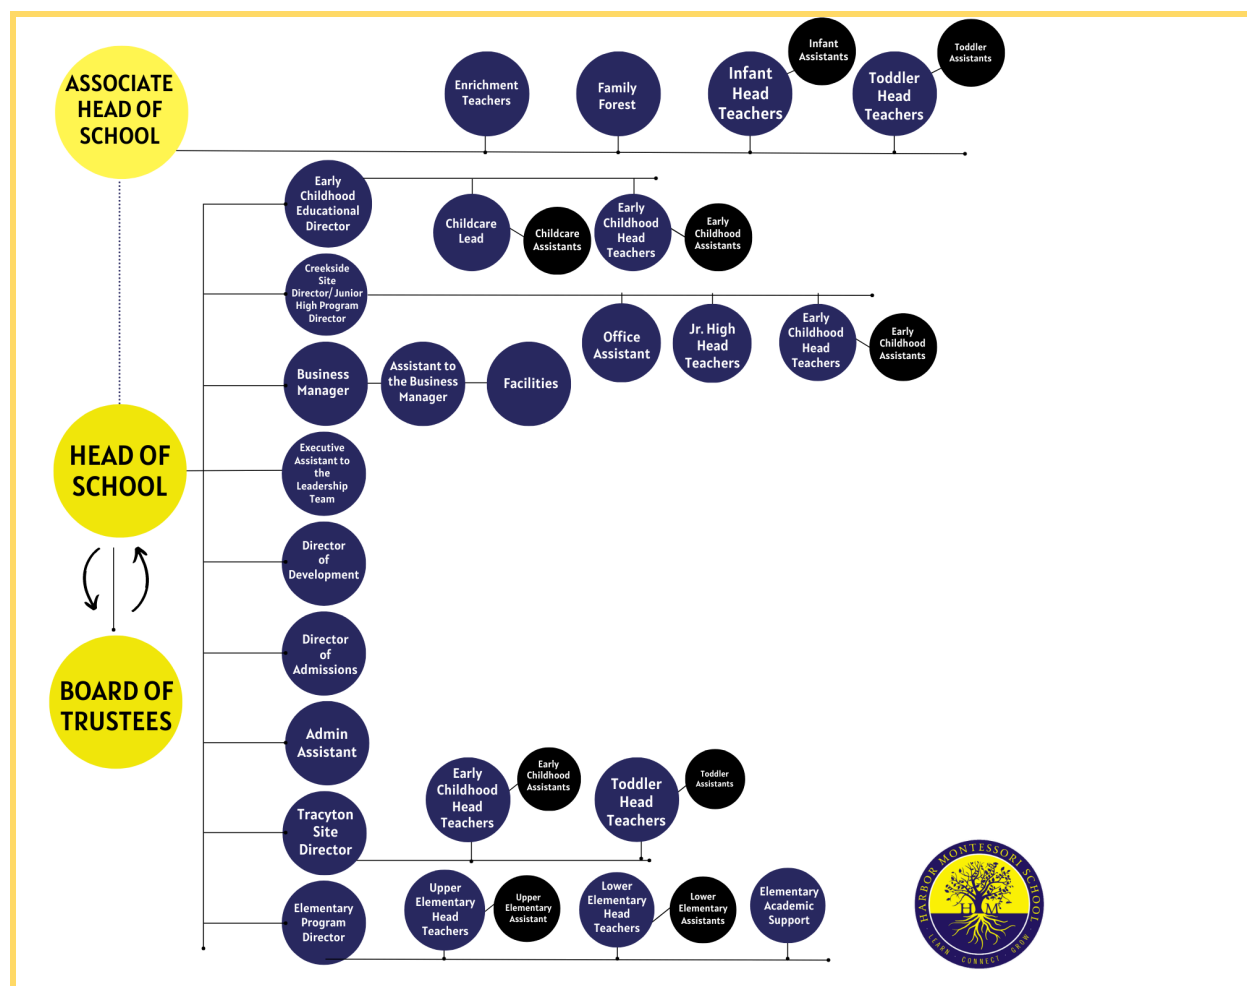 ASSOCIATE
HEAD OF
SCHOOL
Enrichment
Teachers
Family
Forest
Infant
Head
Teachers
Infant
Assistants
Toddler
Head
Teachers
Toddler
Assistants
Early
Childhood
Educational
Director
Childcare
Lead
Childcare
Assistants
Early
Childhood
Head
Teachers
Early
Childhood
Assistants
Creekside
Site
Director/ Junior
High Program
Director
Office
Assistant
Jr. High
Head
Teachers
Early
Childhood
Head
Teachers
Early
Childhood
Assistants
Business
Manager
Assistant to
the Business
Manager
Facilities
HEAD OF
SCHOOL
Executive
Assistant to
the
Leadership
Team
Director
of
Development
BOARD OF
TRUSTEES
Director
of
Admissions
Admin
Assistant
Tracyton
Site
Director
Early
Childhood
Head
Teachers
Early
Childhood
Assistants
Toddler
Head
Teachers
Toddler
Assistants
Elementary
Program
Director
Upper
Elementary
Head
Teachers
Upper
Elementary
Assistant
Lower
Elementary
Head
Teachers
Lower
Elementary
Assistants
Elementary
Academic
Support
HARBOR MONTESSORI SCHOOL
H M
LEARN · CONNECT · GROW